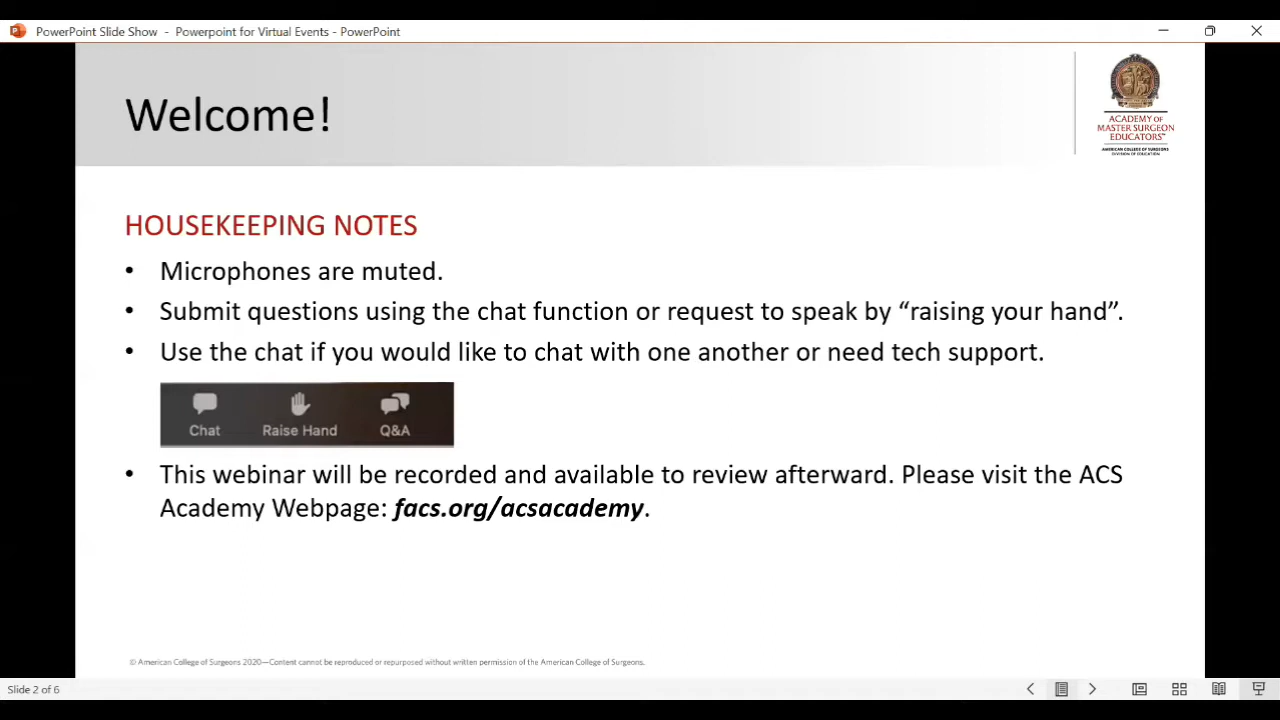 PowerPoint Slide Show - Powerpoint for Virtual Events - PowerPoint
Welcome!
ACADEMY OF
MASTER SURGEON
EDUCATORS™
AMERICAN COLLEGE OF SURGEONS
DIVISION OF EDUCATION
HOUSEKEEPING NOTES
• Microphones are muted.
• Submit questions using the chat function or request to speak by “raising your hand”.
• Use the chat if you would like to chat with one another or need tech support.
Chat Raise Hand Q&A
• This webinar will be recorded and available to review afterward. Please visit the ACS
Academy Webpage: facs.org/acsacademy.
© American College of Surgeons 2020—Content cannot be reproduced or repurposed without written permission of the American College of Surgeons.
Slide 2 of 6